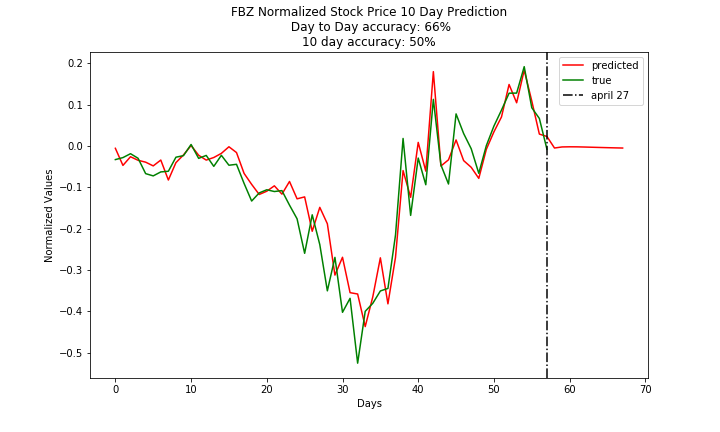 FBZ Normalized Stock Price 10 Day Prediction
Day to Day accuracy: 66%
10 day accuracy: 50%
predicted
true
april 27
Normalized Values
0.2
0.1
0.0
−0.1
−0.2
−0.3
−0.4
−0.5
0 10 20 30 40 50 60 70
Days